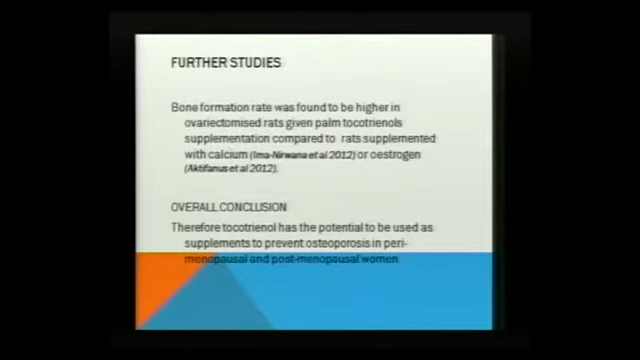 FURTHER STUDIES
Bone formation rate was found to be higher in
ovariectomised rats given palm tocotrienols
supplementation compared to rats supplemented
with calcium (Ima-Nirwana et al 2012) or oestrogen
(Aktifanus et al 2012).
OVERALL CONCLUSION
Therefore tocotrienol has the potential to be used as
supplements to prevent osteoporosis in peri-
menopausal and post-menopausal women